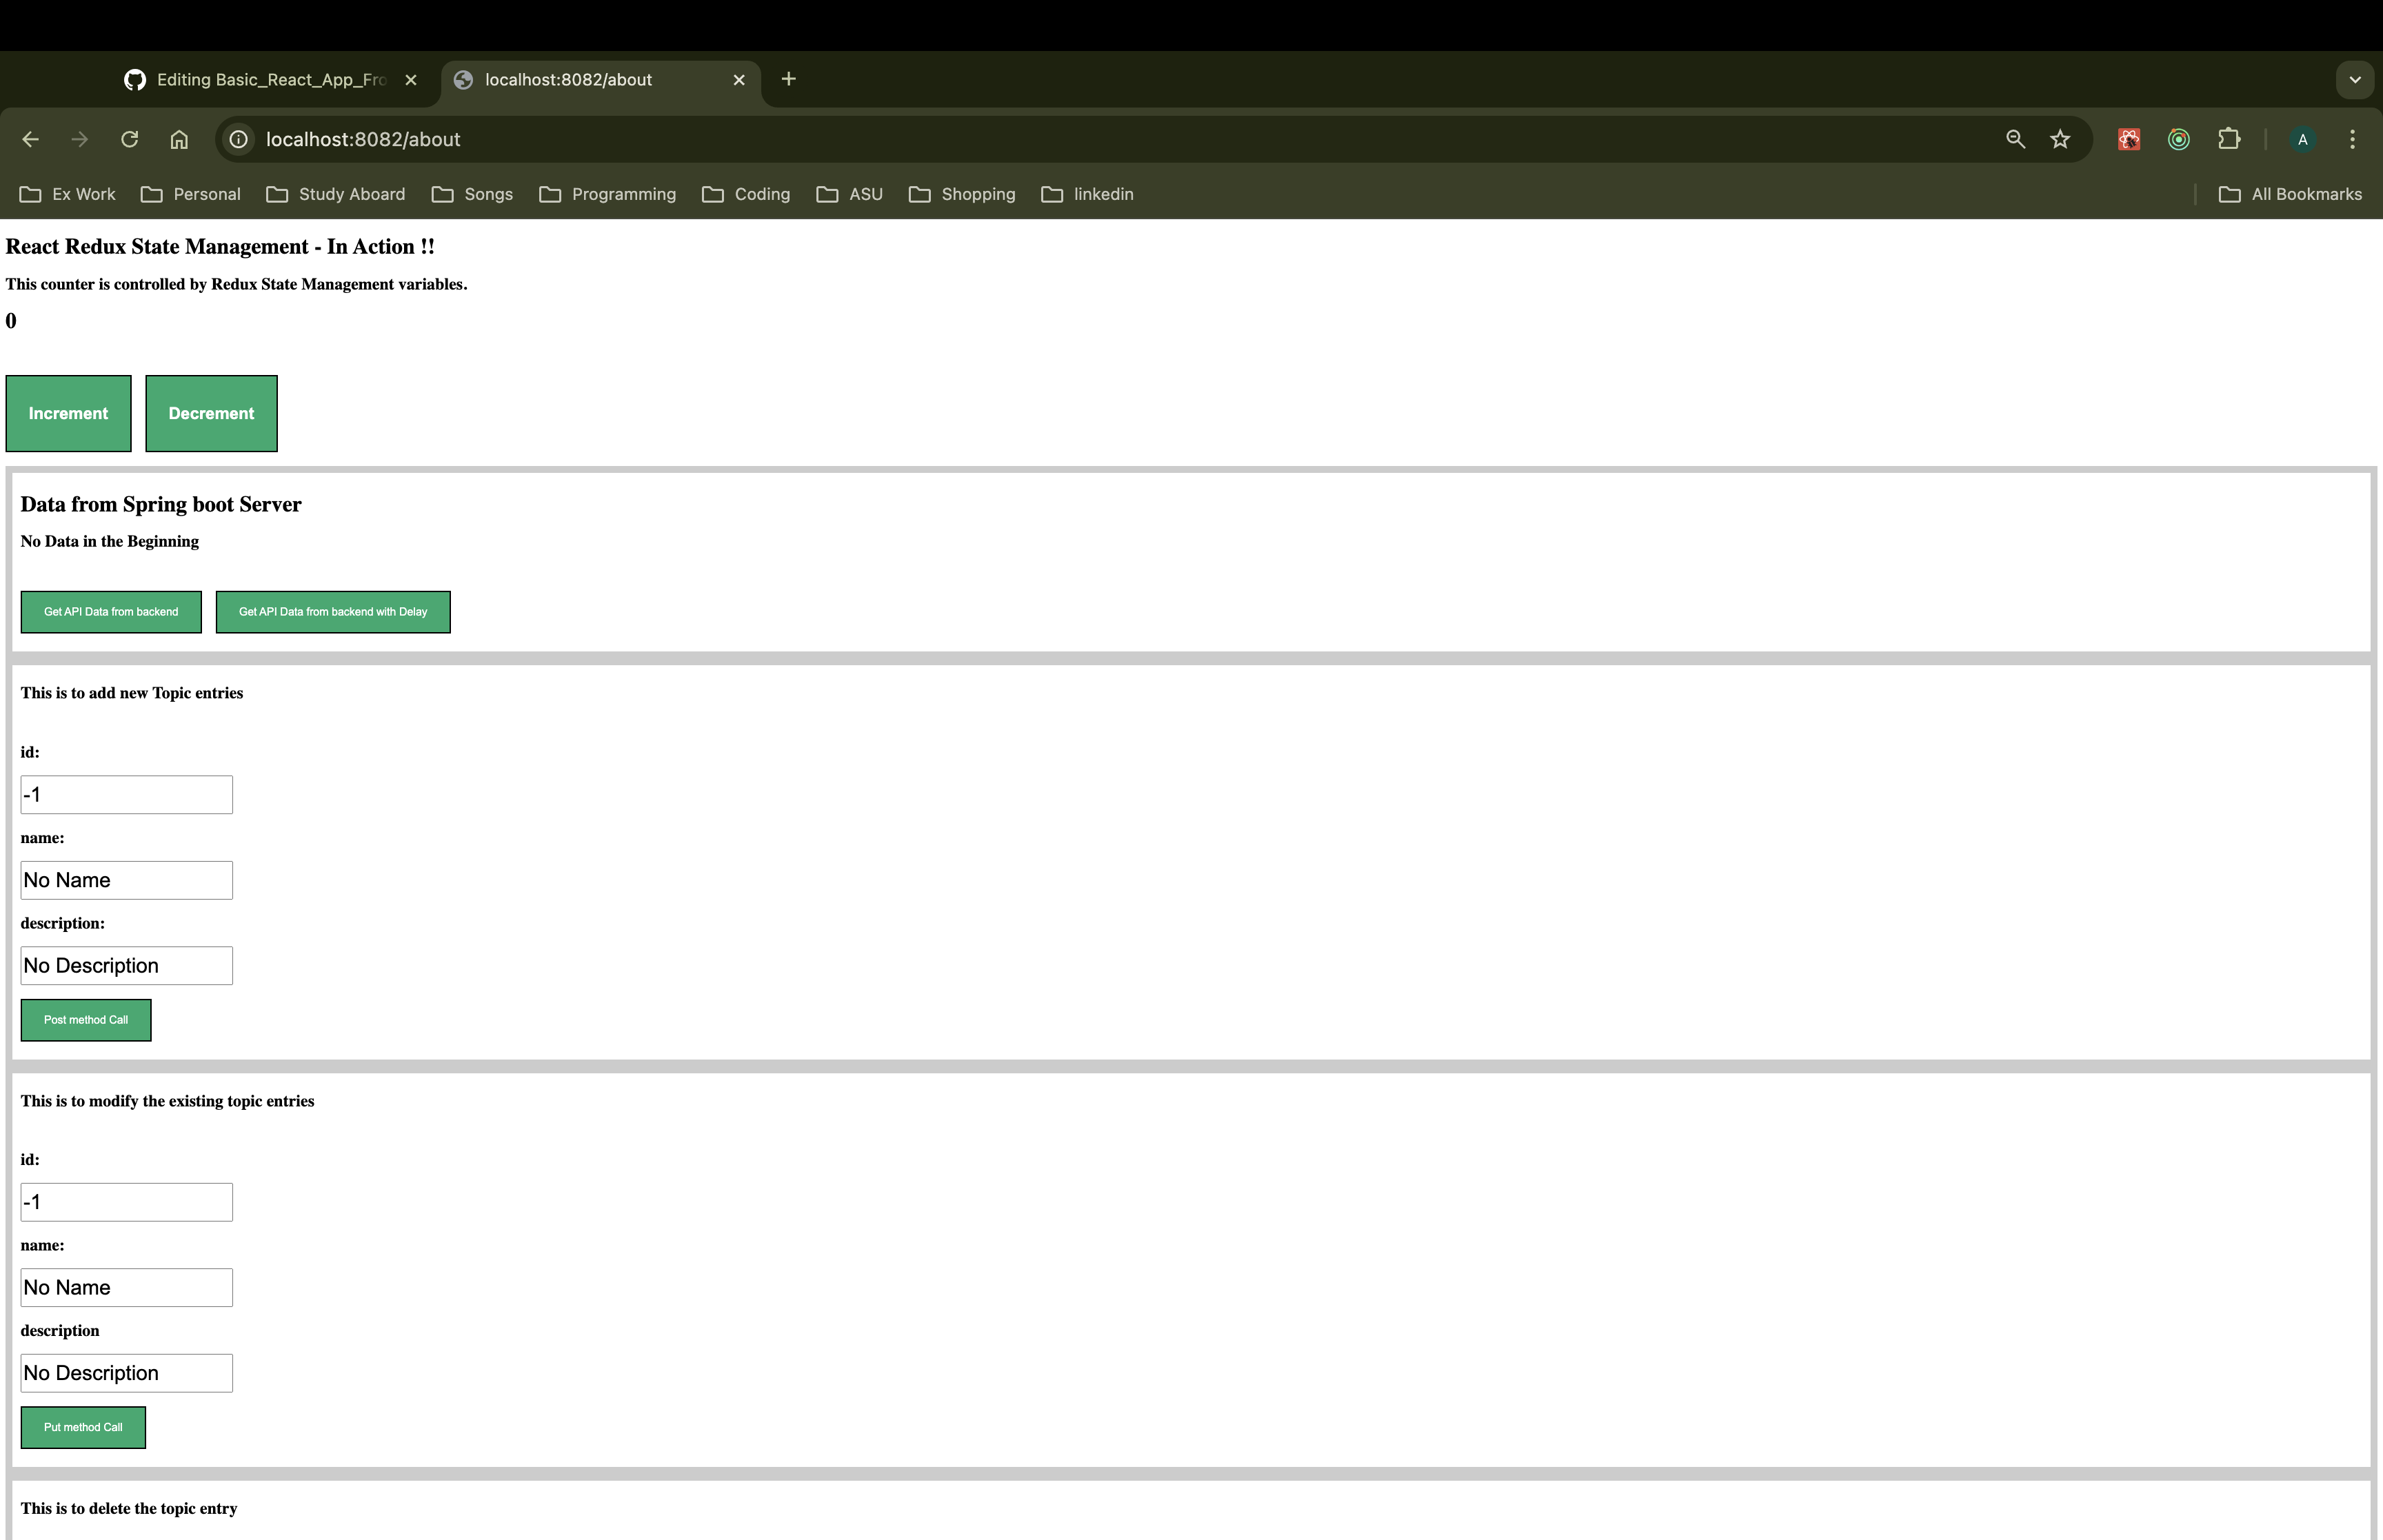 Editing Basic_React_App_Fro
localhost:8082/about
localhost:8082/about
A
Ex Work Personal Study Aboard Songs Programming Coding ASU Shopping linkedin All Bookmarks
React Redux State Management - In Action !!
This counter is controlled by Redux State Management variables.
0
Increment Decrement
Data from Spring boot Server
No Data in the Beginning
Get API Data from backend Get API Data from backend with Delay
This is to add new Topic entries
id:
-1
name:
No Name
description:
No Description
Post method Call
This is to modify the existing topic entries
id:
-1
name:
No Name
description
No Description
Put method Call
This is to delete the topic entry